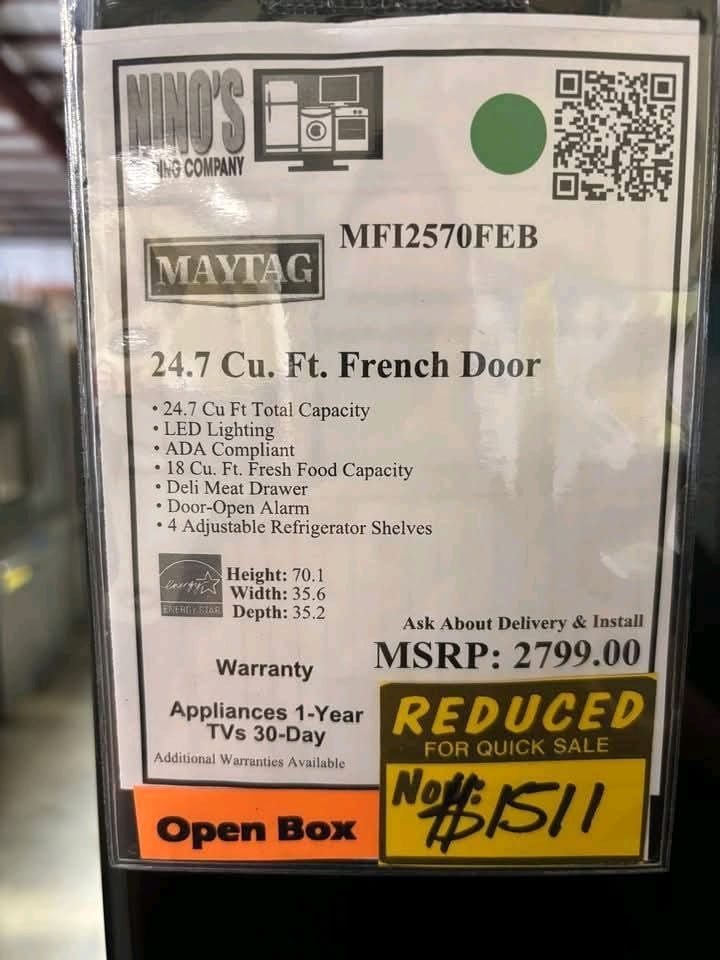 NINO'S
COMPANY
MAYTAG
MFI2570FEB
24.7 Cu. Ft. French Door
• 24.7 Cu Ft Total Capacity
• LED Lighting
• ADA Compliant
• 18 Cu. Ft. Fresh Food Capacity
• Deli Meat Drawer
• Door-Open Alarm
• 4 Adjustable Refrigerator Shelves
energy
ENERGY STAR
Height: 70.1
Width: 35.6
Depth: 35.2
Ask About Delivery & Install
MSRP: 2799.00
Warranty
Appliances 1-Year
TVs 30-Day
Additional Warranties Available
REDUCED
FOR QUICK SALE
Now: $1511
Open Box